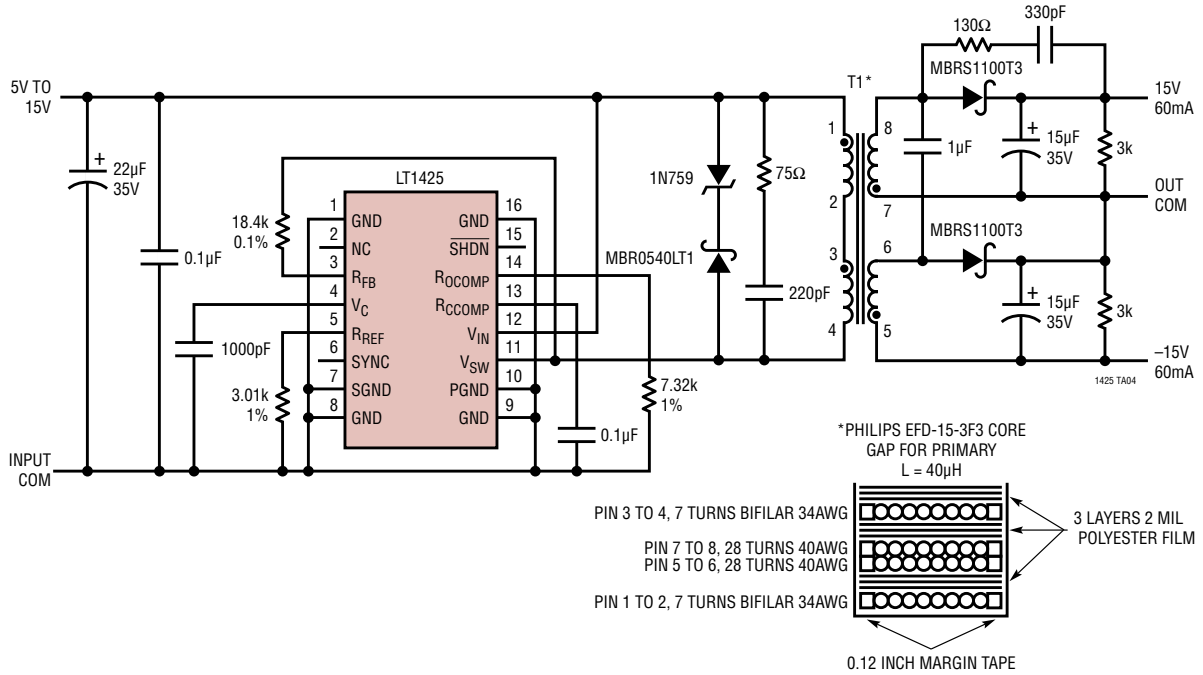 130Ω
330pF
MBRS1100T3
5V TO
15V
T1*
15V
60mA
1
8
+
22µF
35V
1µF
+
15µF
35V
3k
LT1425
1N759
75Ω
18.4k
0.1%
0.1µF
1
GND
GND
16
2
NC
SHDN
15
3
RFB
ROCOMP
14
4
VC
RCCOMP
13
5
RREF
VIN
12
6
SYNC
VSW
11
7
SGND
PGND
10
8
GND
GND
9
2
7
OUT
COM
MBRS1100T3
MBR0540LT1
3
6
220pF
+
15µF
35V
3k
4
5
1000pF
3.01k
1%
7.32k
1%
0.1µF
–15V
60mA
1425 TA04
INPUT
COM
*PHILIPS EFD-15-3F3 CORE
GAP FOR PRIMARY
L = 40µH
PIN 3 TO 4, 7 TURNS BIFILAR 34AWG
PIN 7 TO 8, 28 TURNS 40AWG
PIN 5 TO 6, 28 TURNS 40AWG
PIN 1 TO 2, 7 TURNS BIFILAR 34AWG
3 LAYERS 2 MIL
POLYESTER FILM
0.12 INCH MARGIN TAPE